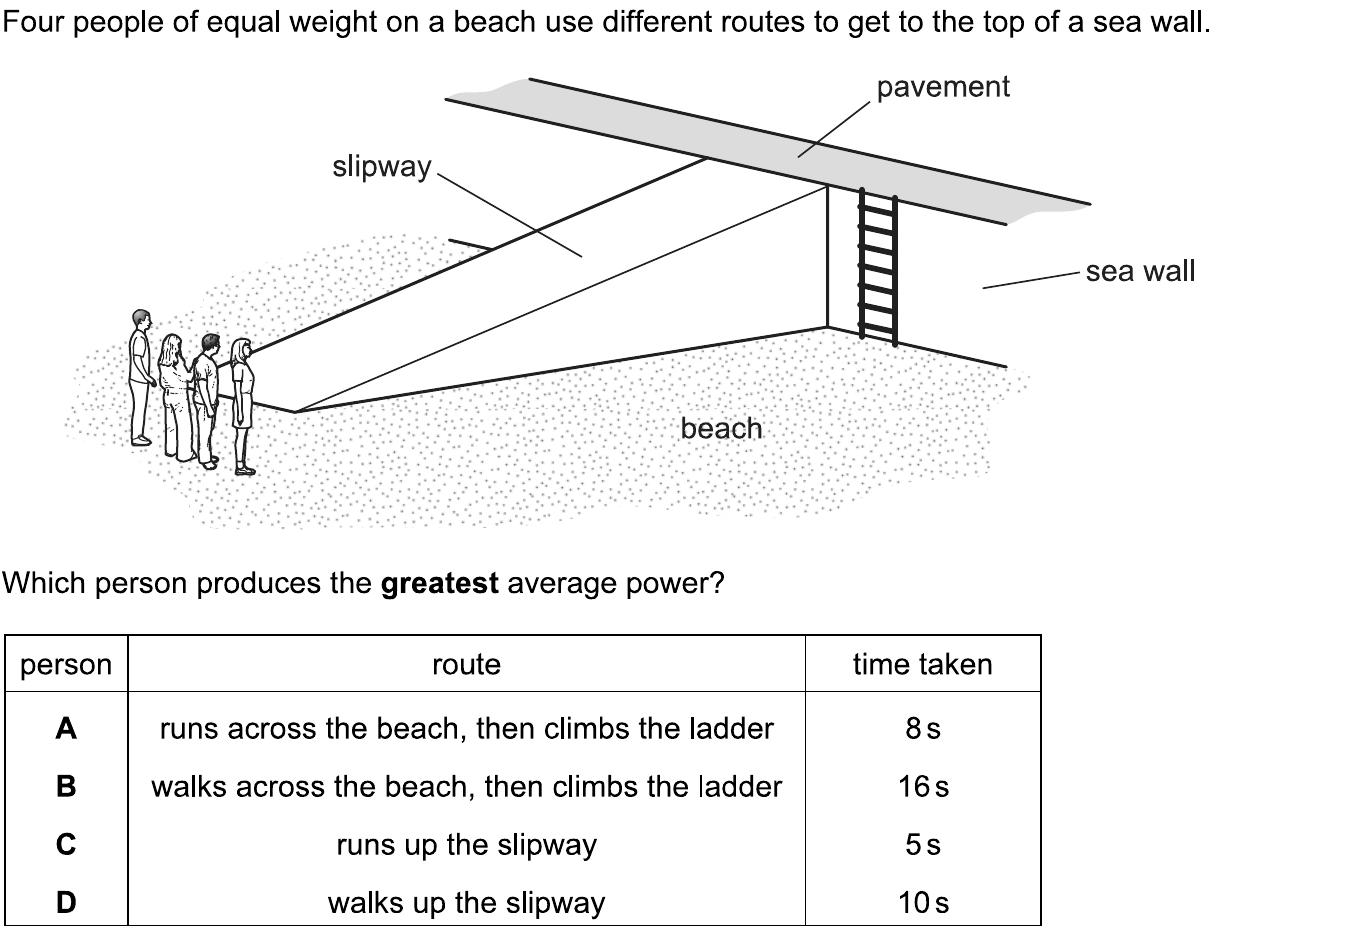 Four people of equal weight on a beach use different routes to get to the top of a sea wall.
pavement
slipway
sea wall
beach
Which person produces the greatest average power?
person route time taken
A runs across the beach, then climbs the ladder 8 s
B walks across the beach, then climbs the ladder 16 s
C runs up the slipway 5 s
D walks up the slipway 10 s